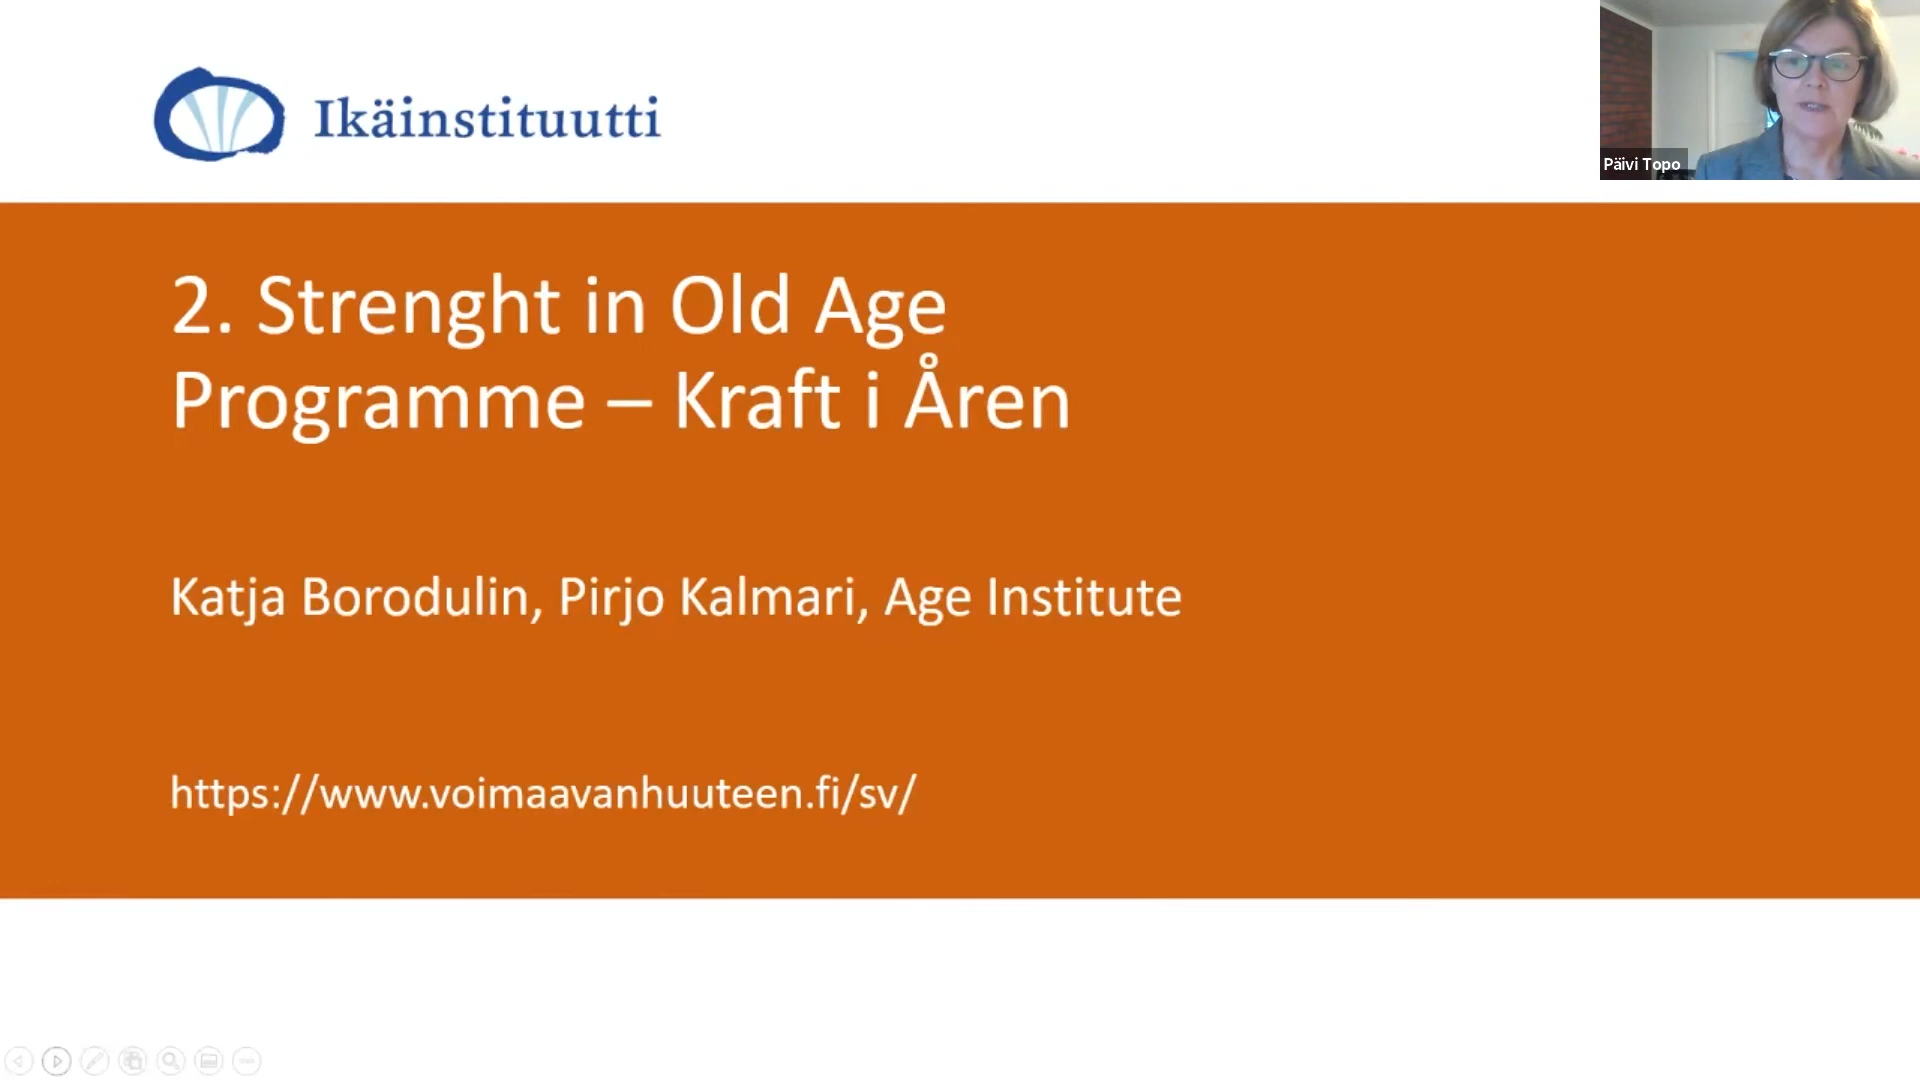 Ikäinstituutti
Päivi Topo
2. Strenght in Old Age
Programme – Kraft i Åren
Katja Borodulin, Pirjo Kalmari, Age Institute
https://www.voimaavanhuuteen.fi/sv/